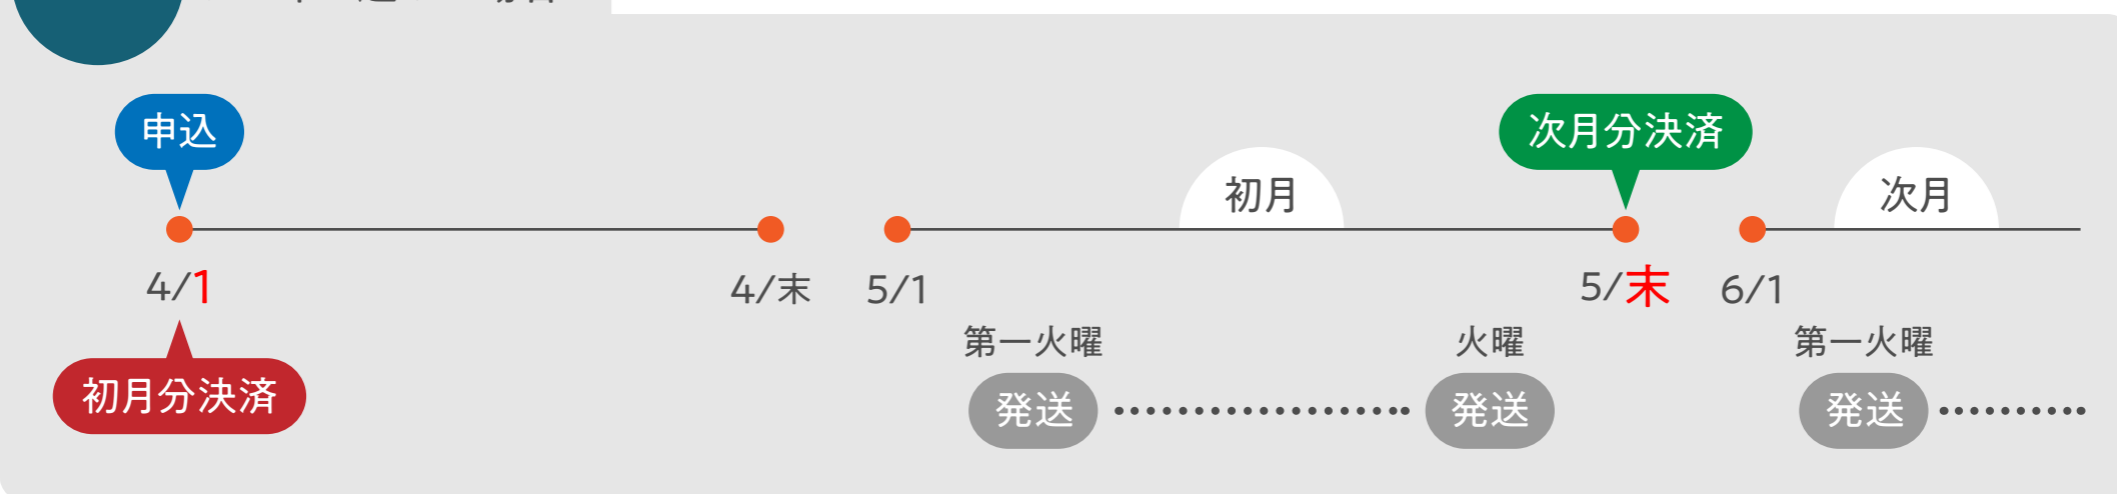 申込
次月分決済
初月
次月
4/1
4/末
5/1
5/末
6/1
第一火曜
火曜
第一火曜
初月分決済
発送
発送
発送